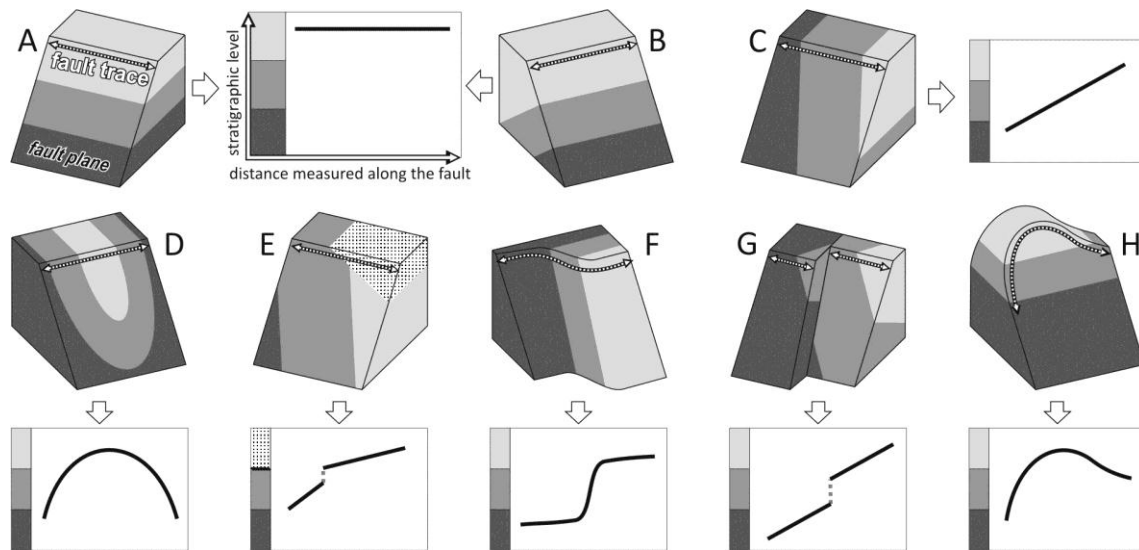 A
fault trace
fault plane
stratigraphic level
distance measured along the fault
B
C
D
E
F
G
H